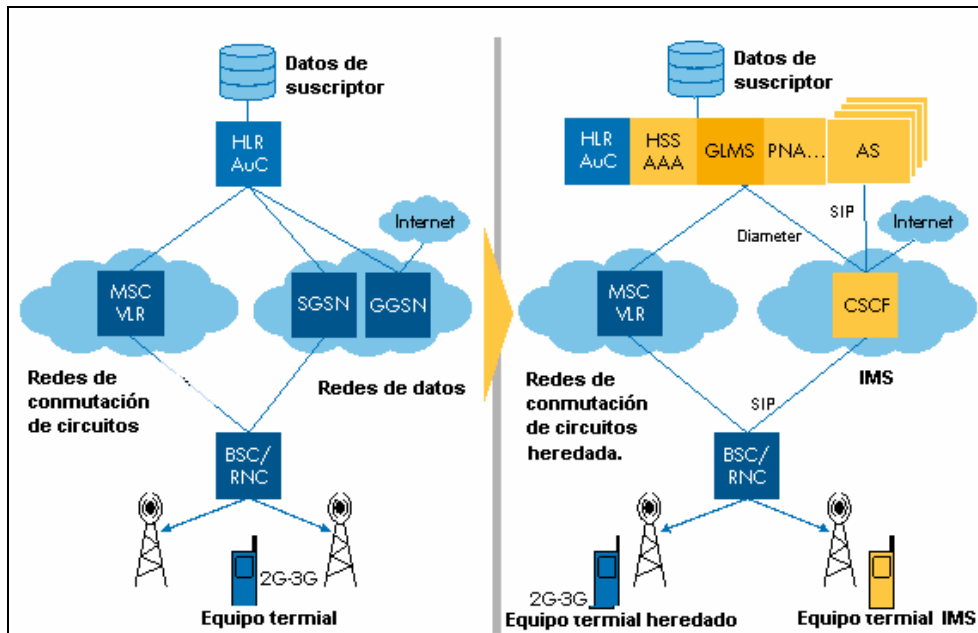 Datos de
suscriptor
HLR
AuC
Internet
MSC
VLR
SGSN
GGSN
Redes de
conmutación
de circuitos
Redes de datos
BSC/
RNC
2G-3G
Equipo termial
Datos de
suscriptor
HLR
AuC
HSS
AAA
GLMS
PNA...
AS
SIP
Diameter
Internet
MSC
VLR
CSCF
Redes de
conmutación
de circuitos
heredada.
IMS
SIP
BSC/
RNC
2G-3G
Equipo termial heredado
Equipo termial IMS